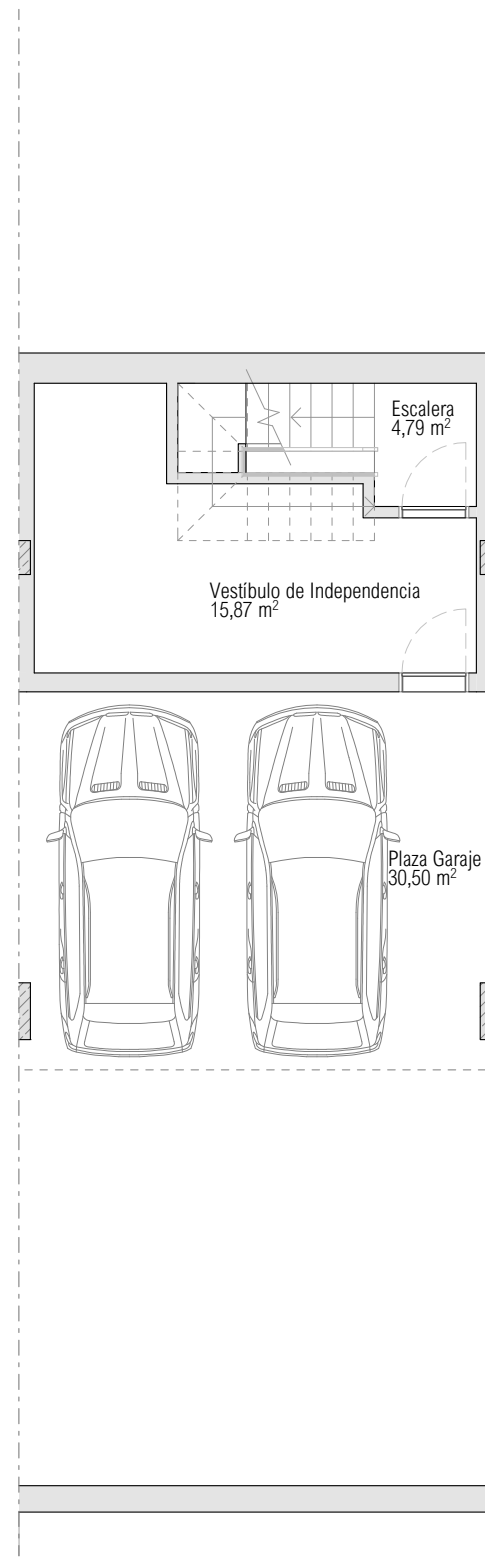 Escalera
4,79 m²
Vestíbulo de Independencia
15,87 m²
Plaza Garaje
30,50 m²